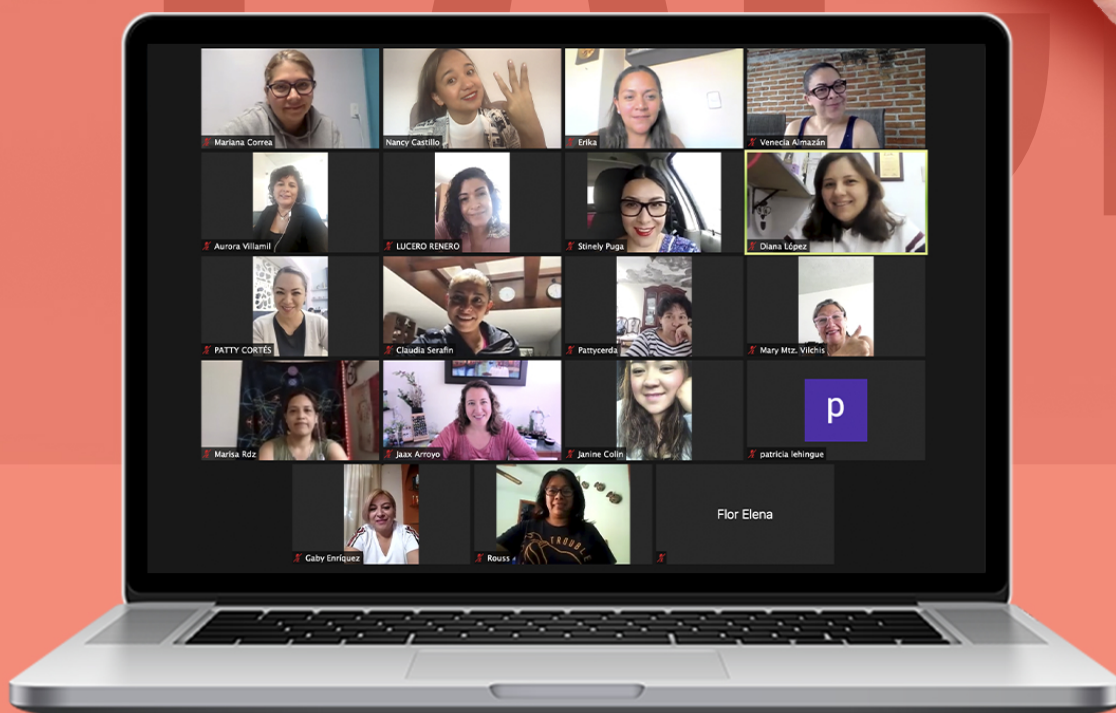 Mariana Correa
Nancy Castillo
Erika
Venecia Almazán
Aurora Villamil
LUCERO RENERO
Stinely Puga
Diana López
PATTY CORTÉS
Claudia Serafin
Pattycerda
Mary Mtz. Vilchis
Marisa Rdz
Jaax Arroyo
Janine Colin
p
patricia lehingue
Gaby Enríquez
Rouss
TROUBLE
Flor Elena